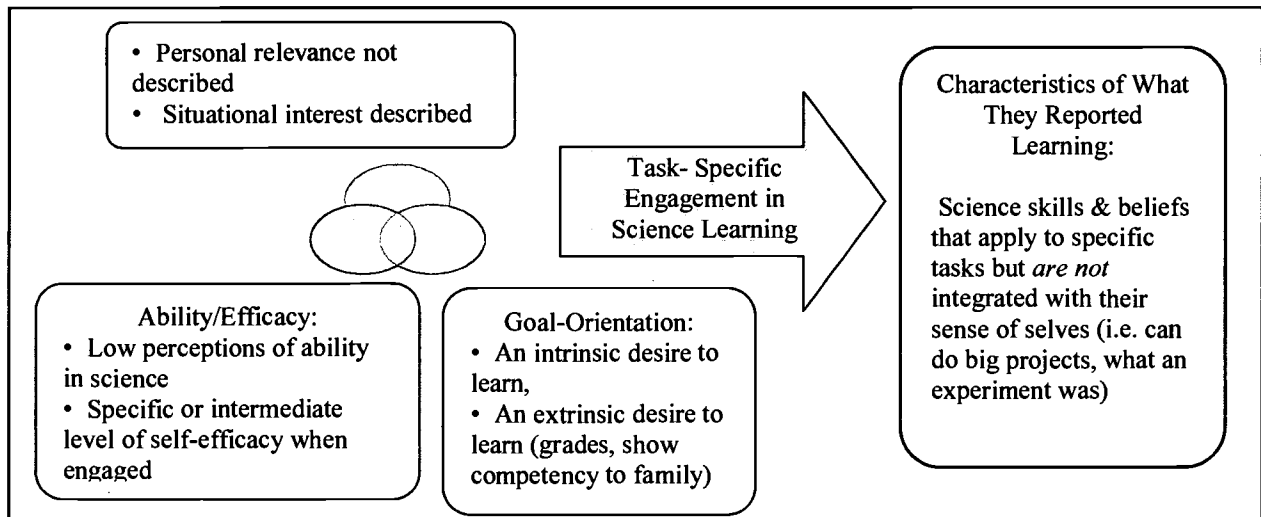 • Personal relevance not
described
• Situational interest described
Ability/Efficacy:
• Low perceptions of ability
in science
• Specific or intermediate
level of self-efficacy when
engaged
Goal-Orientation:
• An intrinsic desire to
learn,
• An extrinsic desire to
learn (grades, show
competency to family)
Task- Specific
Engagement in
Science Learning
Characteristics of What
They Reported
Learning:
Science skills & beliefs
that apply to specific
tasks but are not
integrated with their
sense of selves (i.e. can
do big projects, what an
experiment was)